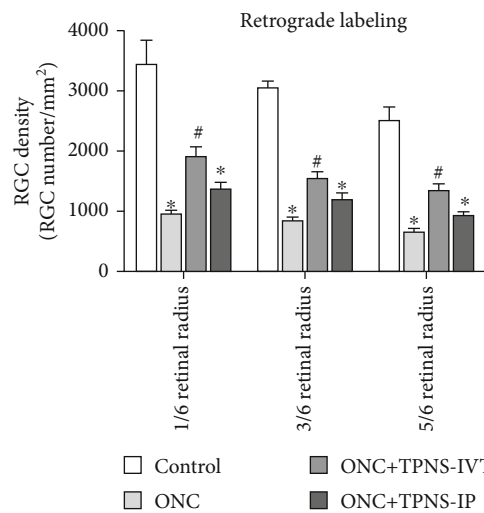 Retrograde labeling
RGC density
(RGC number/mm²)
4000
3000
2000
1000
0
#
*
*
#
*
*
#
*
*
1/6 retinal radius
3/6 retinal radius
5/6 retinal radius
Control
ONC+TPNS-IVT
ONC
ONC+TPNS-IP